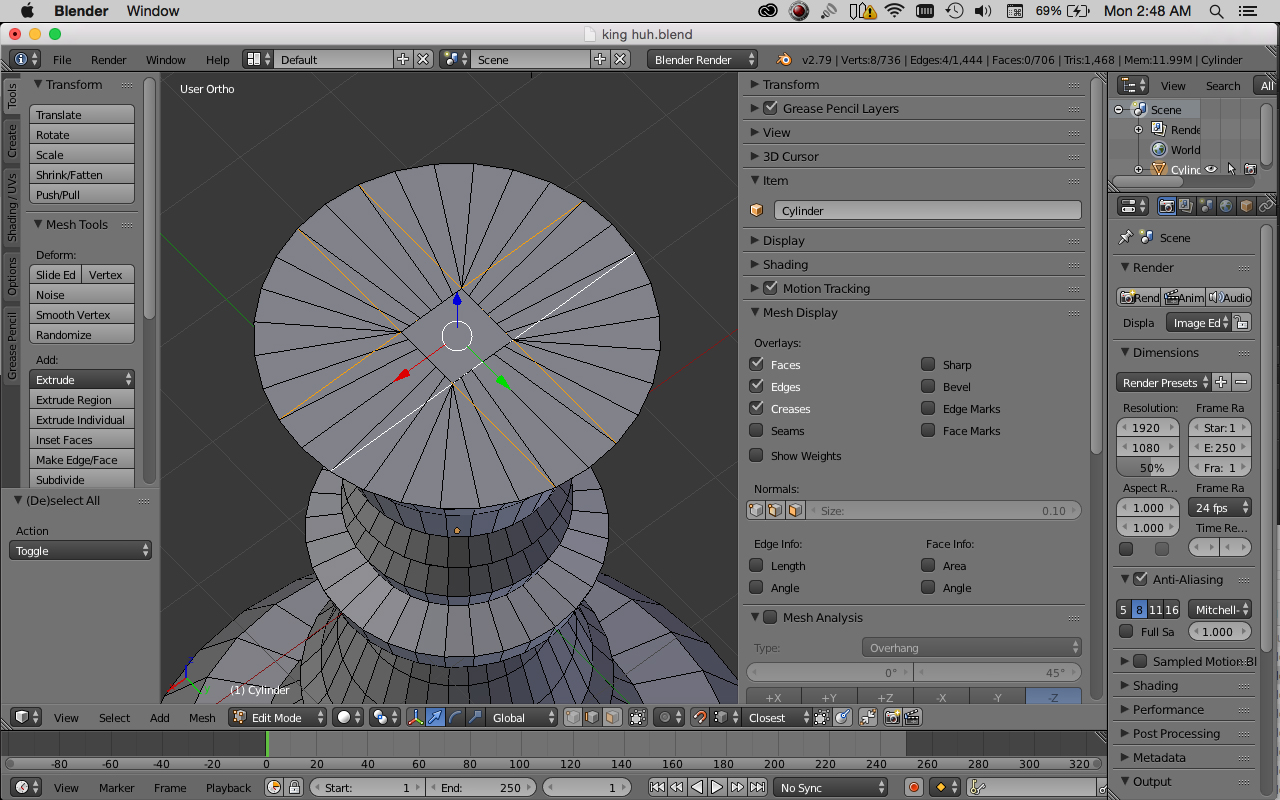 Blender Window 69% Mon 2:48 AM
king huh.blend
File Render Window Help Default Scene Blender Render v2.79 | Verts:8/736 | Edges:4/1,444 | Faces:0/706 | Tris:1,468 | Mem:11.99M | Cylinder
Tools
Create
Shading / UVs
Options
Grease Pencil
Transform
Translate
Rotate
Scale
Shrink/Fatten
Push/Pull
Mesh Tools
Deform:
Slide Ed Vertex
Noise
Smooth Vertex
Randomize
Add:
Extrude
Extrude Region
Extrude Individual
Inset Faces
Make Edge/Face
Subdivide
(De)select All
Action
Toggle
User Ortho
(1) Cylinder
Transform
Grease Pencil Layers
View
3D Cursor
Item
Cylinder
Display
Shading
Motion Tracking
Mesh Display
Overlays:
Faces Sharp
Edges Bevel
Creases Edge Marks
Seams Face Marks
Show Weights
Normals:
Size: 0.10
Edge Info: Face Info:
Length Area
Angle Angle
Mesh Analysis
Type: Overhang
0° 45°
+X +Y +Z -X -Y -Z
View Search All
Scene
Rende
World
Cylind
Scene
Render
Rend Anim Audio
Displa Image Ed
Dimensions
Render Presets
Resolution: Frame Ra
1920 Star: 1
1080 E: 250
50% Fra: 1
Aspect R... Frame Ra
1.000 24 fps
1.000 Time Re...
Anti-Aliasing
5 8 11 16 Mitchell-
Full Sa 1.000
Sampled Motion Bl
Shading
Performance
Post Processing
Metadata
Output
View Select Add Mesh Edit Mode Global Closest
-80 -60 -40 -20 0 20 40 60 80 100 120 140 160 180 200 220 240 260 280 300 320
View Marker Frame Playback Start: 1 End: 250 1 No Sync